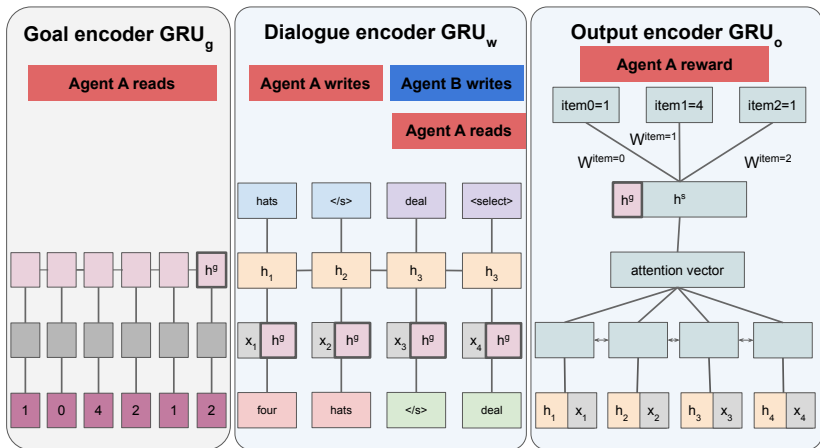 Goal encoder GRUg
Agent A reads
hg
1 0 4 2 1 2
Dialogue encoder GRUw
Agent A writes Agent B writes
Agent A reads
hats </s> deal <select>
h1 h2 h3 h3
x1 hg x2 hg x3 hg x4 hg
four hats </s> deal
Output encoder GRUo
Agent A reward
item0=1 item1=4 item2=1
Witem=1
Witem=0 Witem=2
hg hs
attention vector
h1 x1 h2 x2 h3 x3 h4 x4